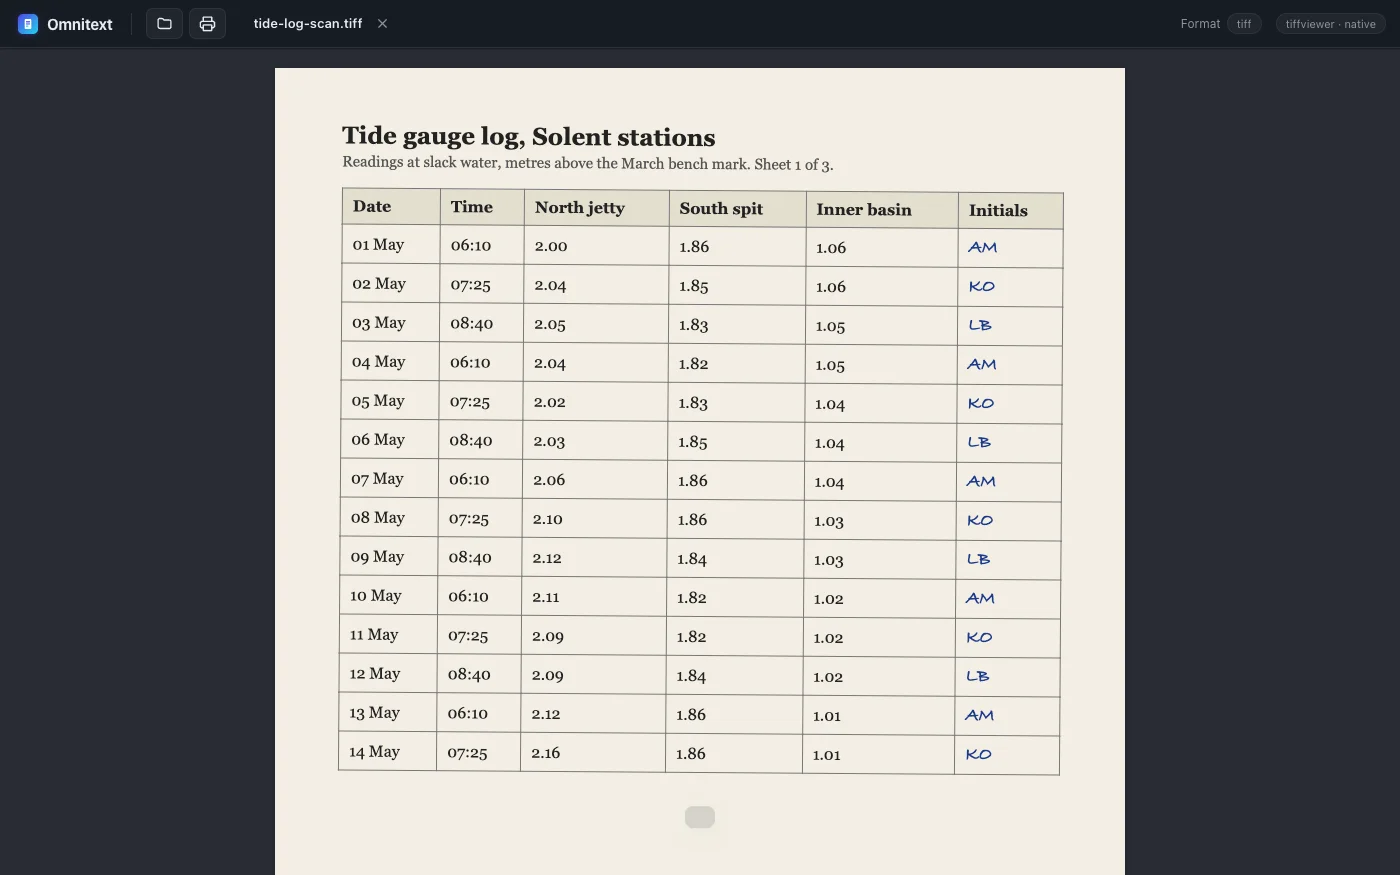 Omnitext
tide-log-scan.tiff
Format tiff tiffviewer · native
Tide gauge log, Solent stations
Readings at slack water, metres above the March bench mark. Sheet 1 of 3.
Date Time North jetty South spit Inner basin Initials
01 May 06:10 2.00 1.86 1.06 AM
02 May 07:25 2.04 1.85 1.06 KO
03 May 08:40 2.05 1.83 1.05 LB
04 May 06:10 2.04 1.82 1.05 AM
05 May 07:25 2.02 1.83 1.04 KO
06 May 08:40 2.03 1.85 1.04 LB
07 May 06:10 2.06 1.86 1.04 AM
08 May 07:25 2.10 1.86 1.03 KO
09 May 08:40 2.12 1.84 1.03 LB
10 May 06:10 2.11 1.82 1.02 AM
11 May 07:25 2.09 1.82 1.02 KO
12 May 08:40 2.09 1.84 1.02 LB
13 May 06:10 2.12 1.86 1.01 AM
14 May 07:25 2.16 1.86 1.01 KO